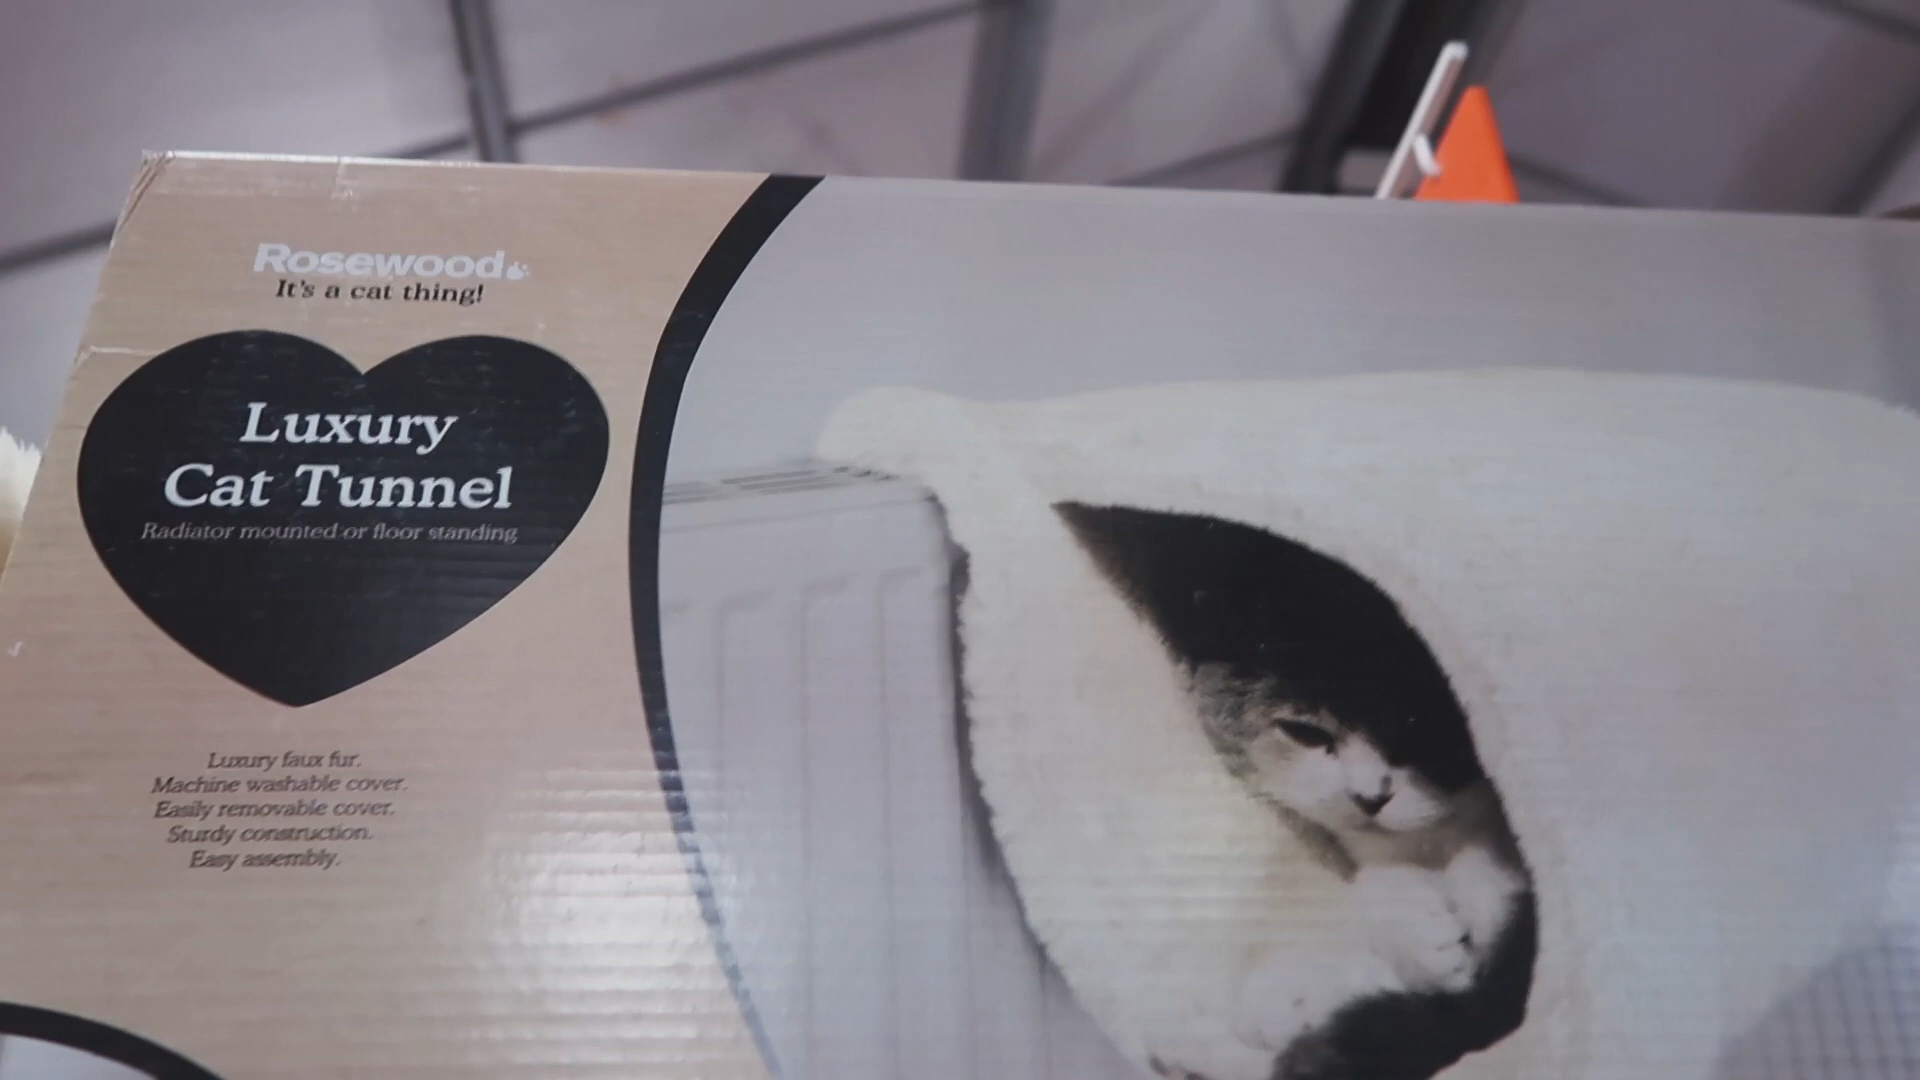 Rosewood
It's a cat thing!
Luxury
Cat Tunnel
Radiator mounted or floor standing
Luxury faux fur.
Machine washable cover.
Easily removable cover.
Sturdy construction.
Easy assembly.